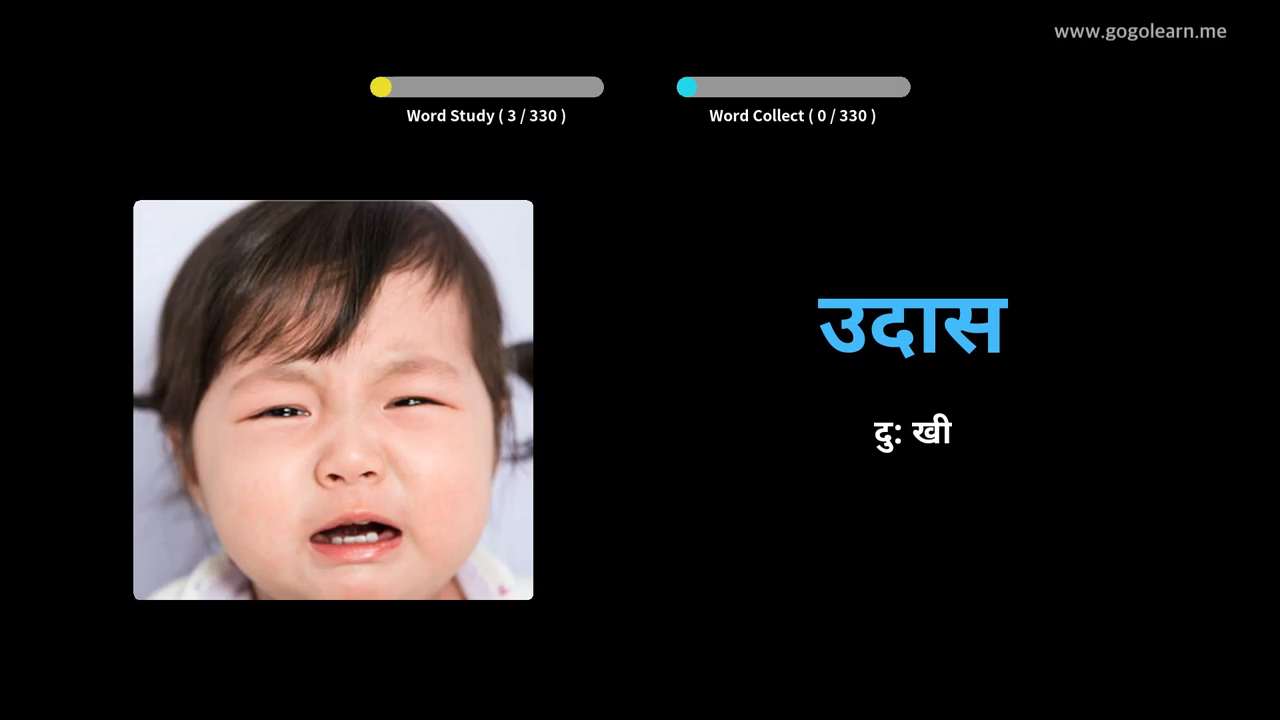 www.gogolearn.me
Word Study ( 3 / 330 )
Word Collect ( 0 / 330 )
उदास
दु: खी